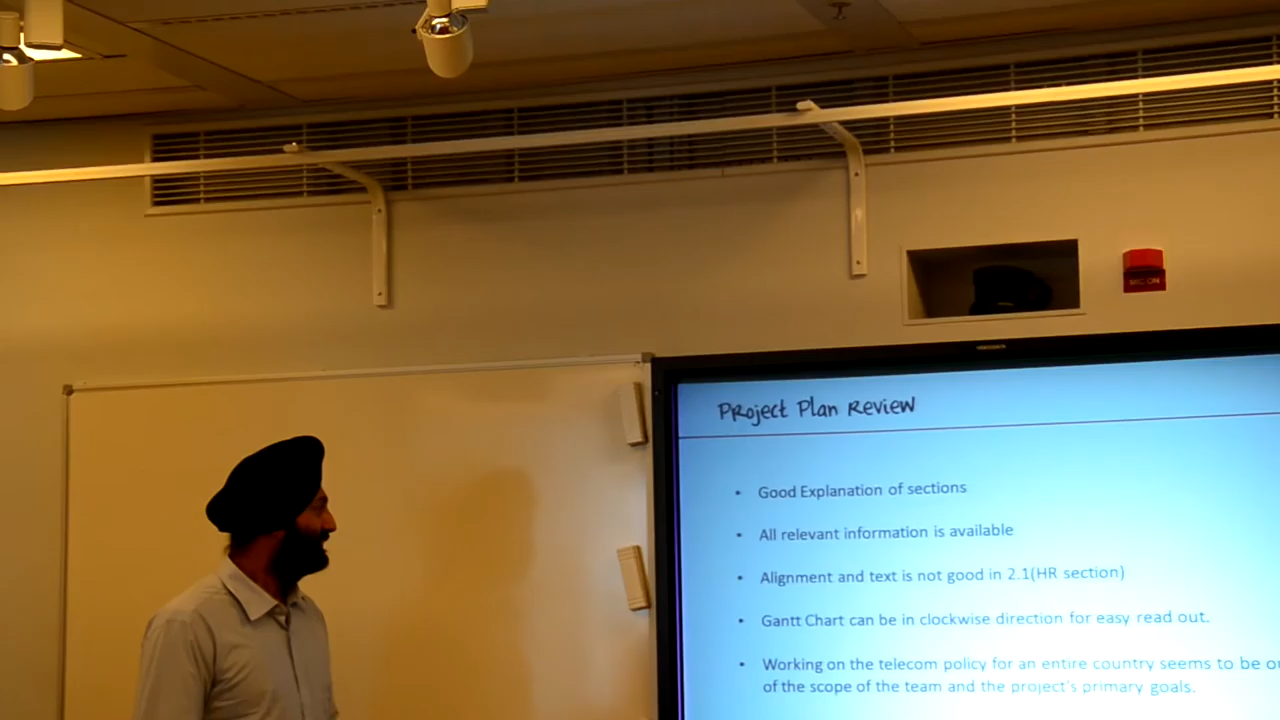 PRoject Plan Review
• Good Explanation of sections
• All relevant information is available
• Alignment and text is not good in 2.1(HR section)
• Gantt Chart can be in clockwise direction for easy read out.
• Working on the telecom policy for an entire country seems to be
of the scope of the team and the project's primary goals.